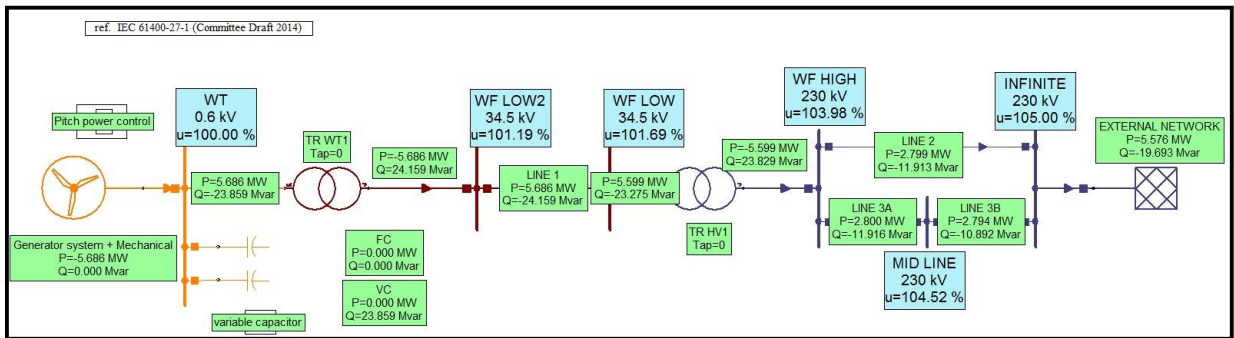 ref. IEC 61400-27-1 (Committee Draft 2014)
Pitch power control
WT
0.6 kV
u=100.00 %
P=5.686 MW
Q=-23.859 Mvar
Generator system + Mechanical
P=-5.686 MW
Q=0.000 Mvar
variable capacitor
TR WT1
Tap=0
P=-5.686 MW
Q=24.159 Mvar
FC
P=0.000 MW
Q=0.000 Mvar
VC
P=0.000 MW
Q=23.859 Mvar
WF LOW2
34.5 kV
u=101.19 %
LINE 1
P=5.686 MW
Q=-24.159 Mvar
WF LOW
34.5 kV
u=101.69 %
P=5.599 MW
Q=-23.275 Mvar
TR HV1
Tap=0
P=-5.599 MW
Q=23.829 Mvar
WF HIGH
230 kV
u=103.98 %
LINE 2
P=2.799 MW
Q=-11.913 Mvar
LINE 3A
P=2.800 MW
Q=-11.916 Mvar
MID LINE
230 kV
u=104.52 %
LINE 3B
P=2.794 MW
Q=-10.892 Mvar
INFINITE
230 kV
u=105.00 %
EXTERNAL NETWORK
P=5.576 MW
Q=-19.693 Mvar